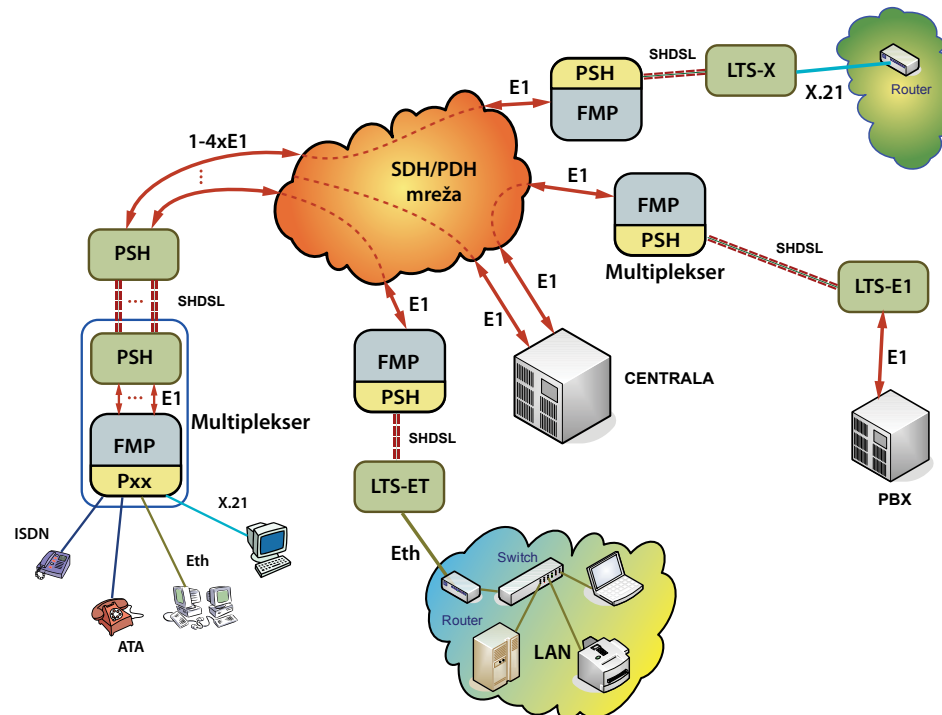 SHDSL
PSH
FMP
LTS-X
X.21
Router
E1
1-4xE1
...
SDH/PDH
mreža
E1
FMP
PSH
Multiplekser
SHDSL
LTS-E1
E1
PBX
PSH
...
SHDSL
PSH
...
E1
Multiplekser
FMP
Pxx
ISDN
ATA
Eth
X.21
E1
FMP
PSH
SHDSL
LTS-ET
Eth
E1
E1
CENTRALA
Switch
Router
LAN